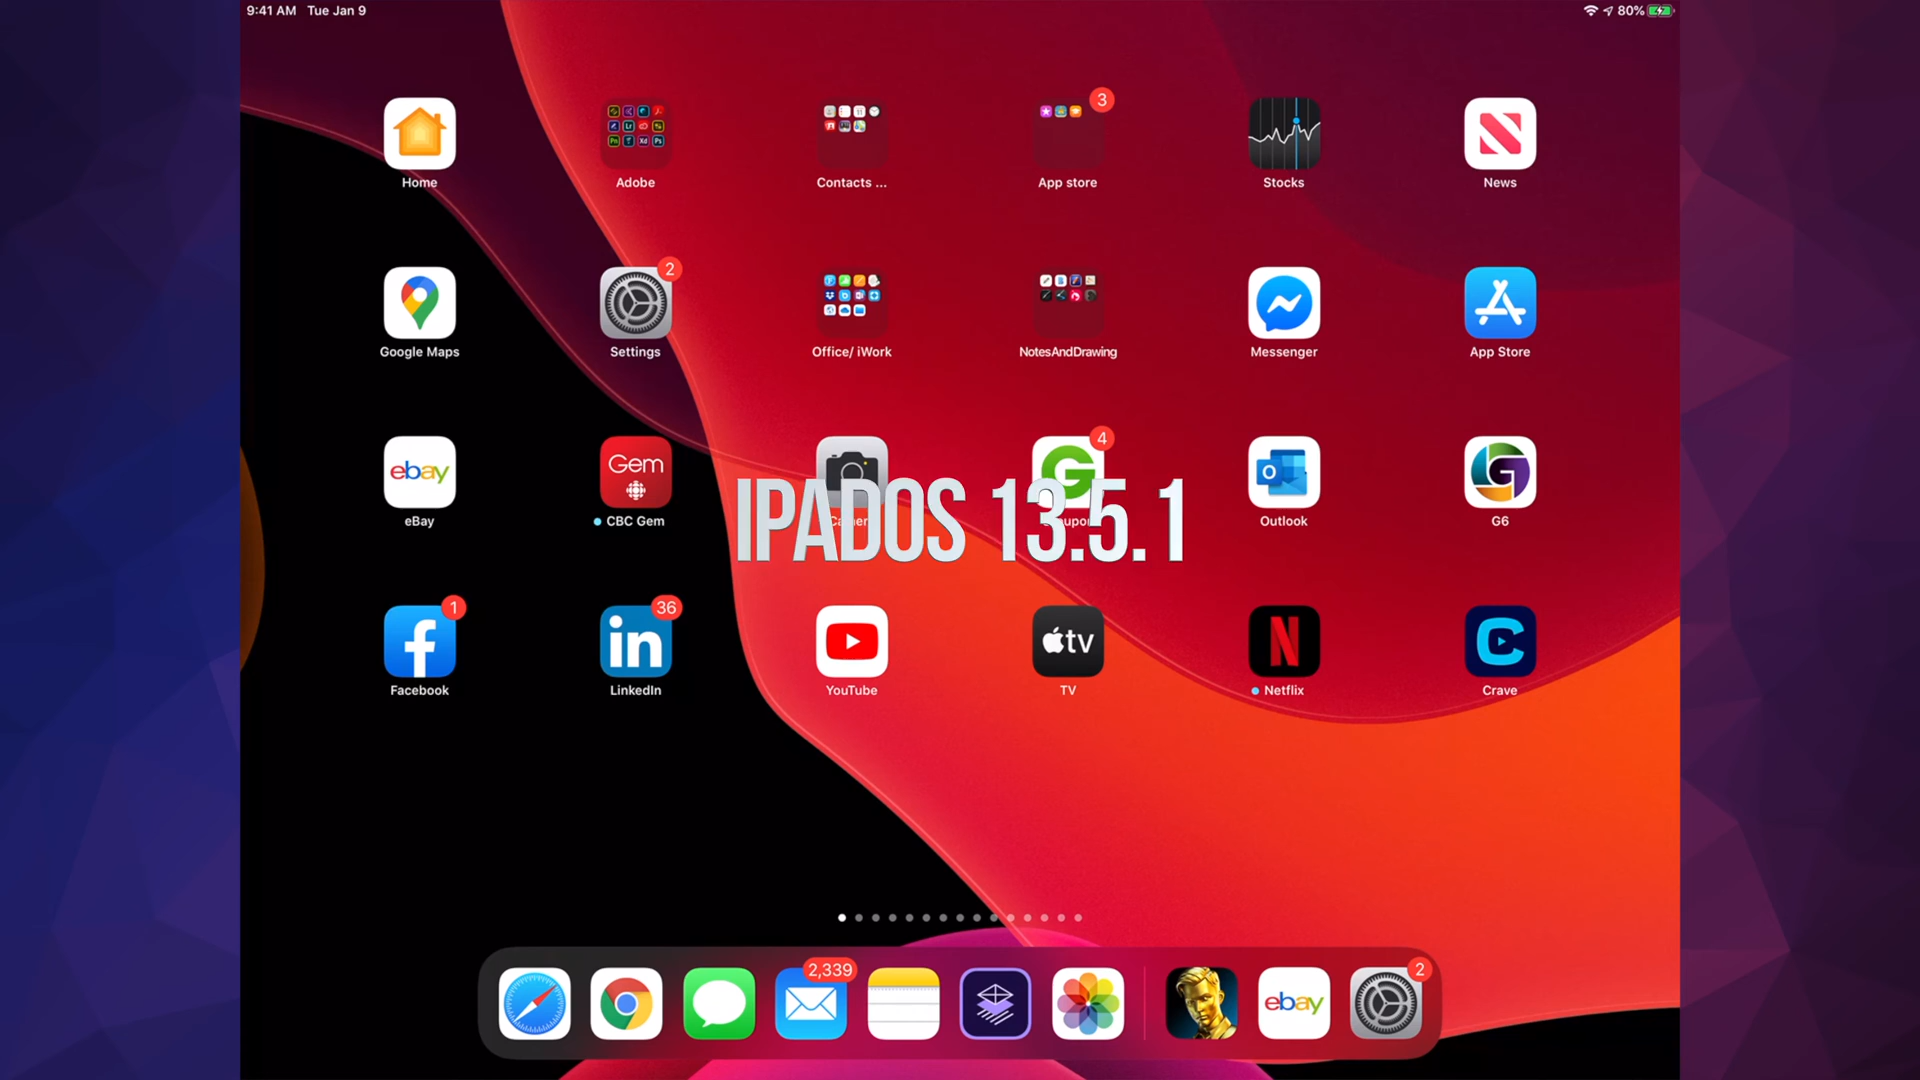 9:41 AM Tue Jan 9
80%
3
Home Adobe Contacts ... App store Stocks News
2
Google Maps Settings Office/ iWork NotesAndDrawing Messenger App Store
ebay Gem 4
IPADOS 13.5.1
eBay CBC Gem Outlook G6
1 36
in tv N
Facebook LinkedIn YouTube TV Netflix Crave
2,339 2
ebay